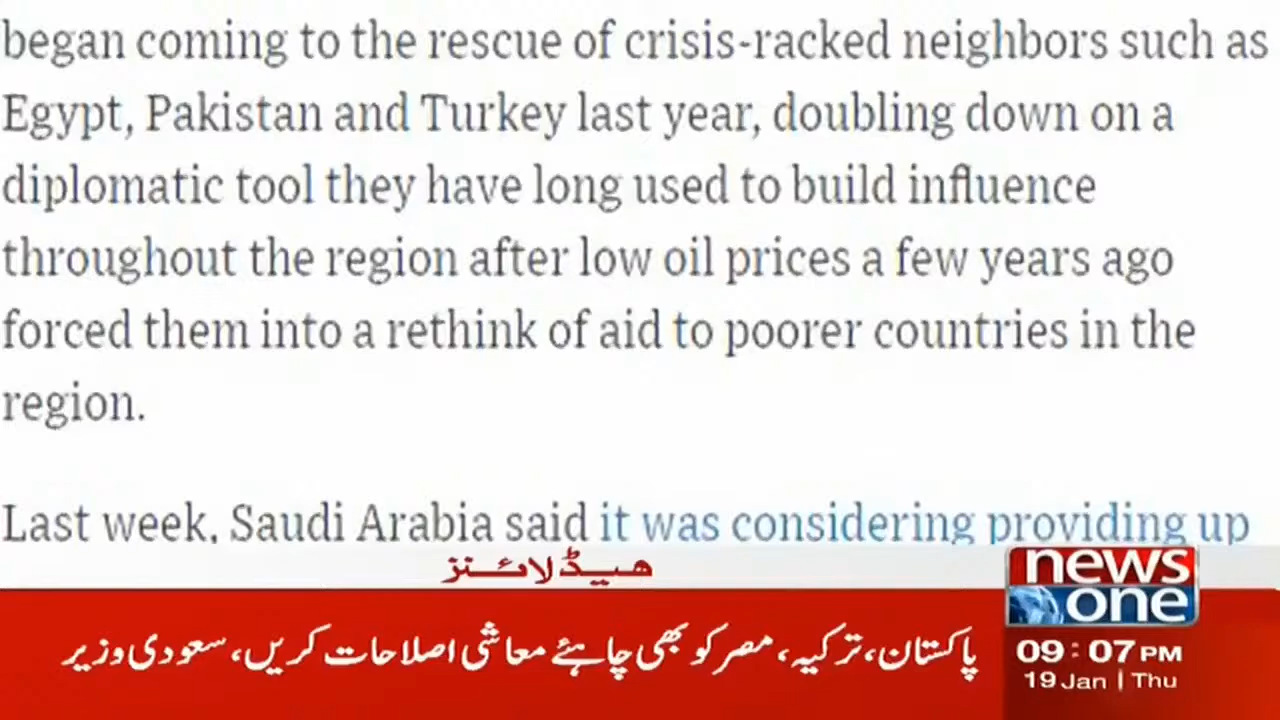 began coming to the rescue of crisis-racked neighbors such as
Egypt, Pakistan and Turkey last year, doubling down on a
diplomatic tool they have long used to build influence
throughout the region after low oil prices a few years ago
forced them into a rethink of aid to poorer countries in the
region.
Last week, Saudi Arabia said it was considering providing up
ھیڈلائنز
پاکستان، ترکیہ، مصر کو بھی چاہئے معاشی اصلاحات کریں، سعودی وزیر
news
one
09:07 PM
19 Jan | Thu